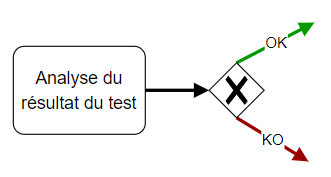 Analyse du
résultat du test
OK
KO